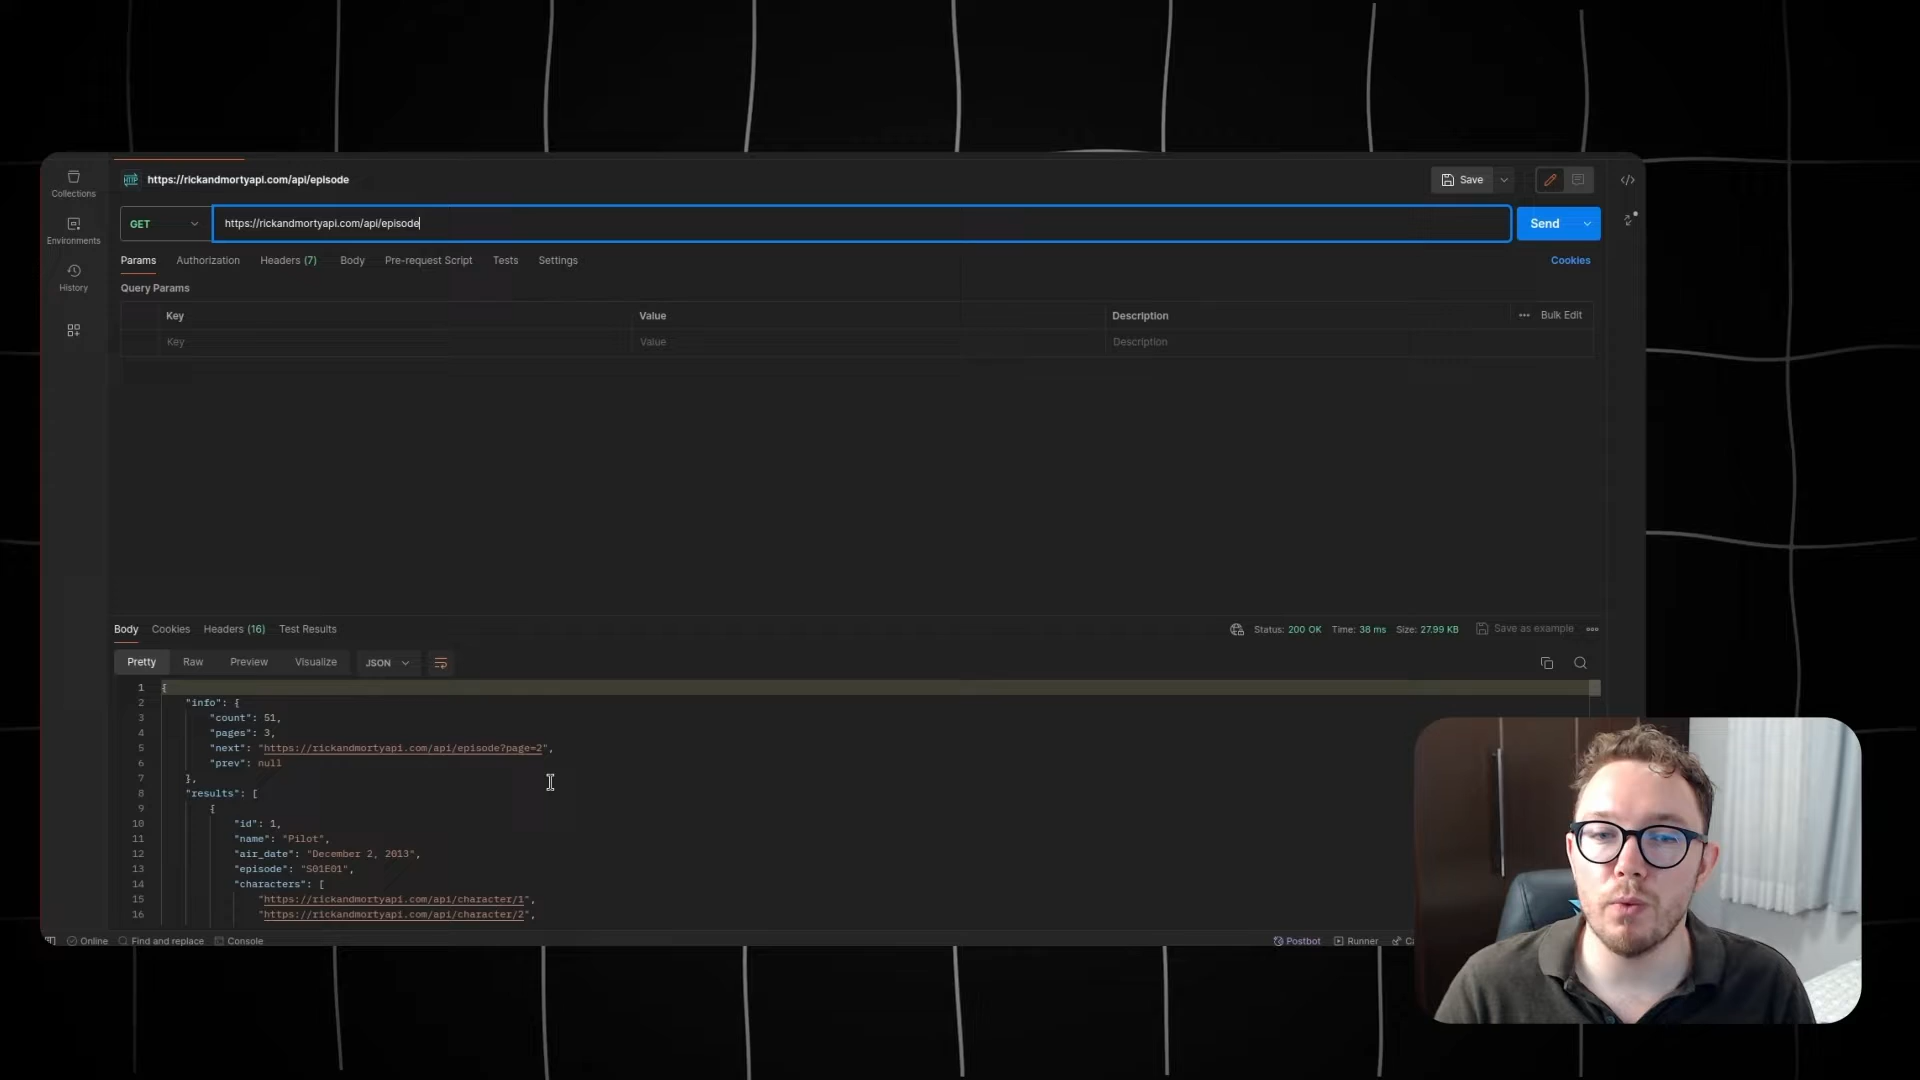 Collections
Environments
History
HTTP https://rickandmortyapi.com/api/episode
Save
GET
https://rickandmortyapi.com/api/episode
Send
Params Authorization Headers (7) Body Pre-request Script Tests Settings
Cookies
Query Params
Key Value Description ••• Bulk Edit
Key Value Description
Body Cookies Headers (16) Test Results
Status: 200 OK Time: 38 ms Size: 27.99 KB Save as example
Pretty Raw Preview Visualize JSON
1 {
2 "info": {
3 "count": 51,
4 "pages": 3,
5 "next": "https://rickandmortyapi.com/api/episode?page=2",
6 "prev": null
7 },
8 "results": [
9 {
10 "id": 1,
11 "name": "Pilot",
12 "air_date": "December 2, 2013",
13 "episode": "S01E01",
14 "characters": [
15 "https://rickandmortyapi.com/api/character/1",
16 "https://rickandmortyapi.com/api/character/2",
Online Find and replace Console
Postbot Runner